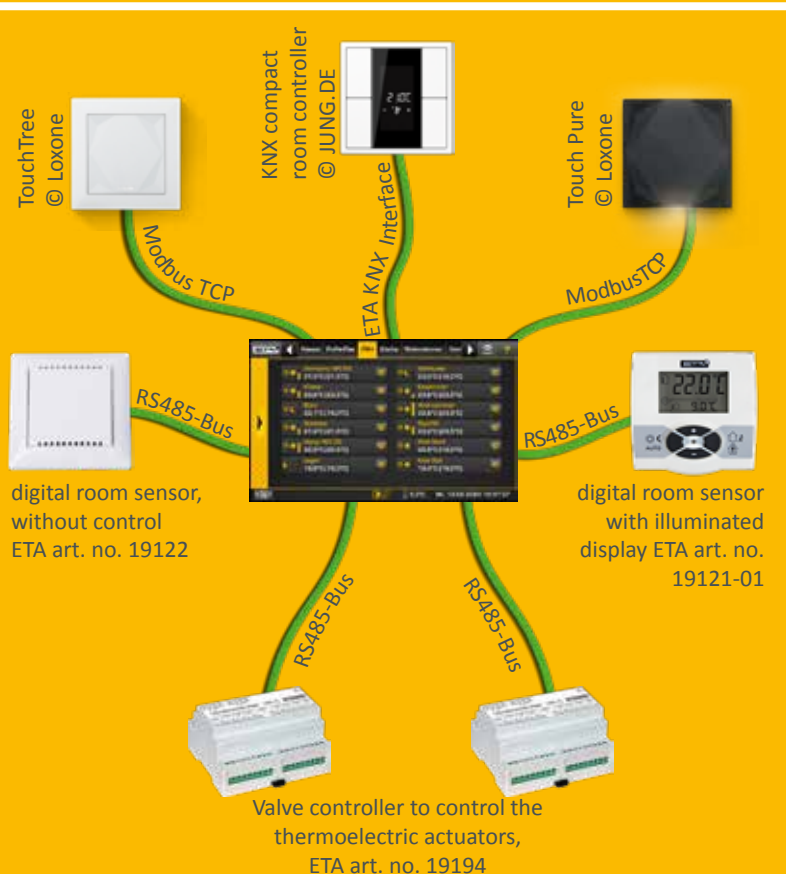 TouchTree
© Loxone
KNX compact
room controller
© JUNG.DE
Touch Pure
© Loxone
Modbus TCP
ETA KNX Interface
ModbusTCP
RS485-Bus
RS485-Bus
22.0
digital room sensor,
without control
ETA art. no. 19122
digital room sensor
with illuminated
display ETA art. no.
19121-01
RS485-Bus
RS485-Bus
Valve controller to control the
thermoelectric actuators,
ETA art. no. 19194